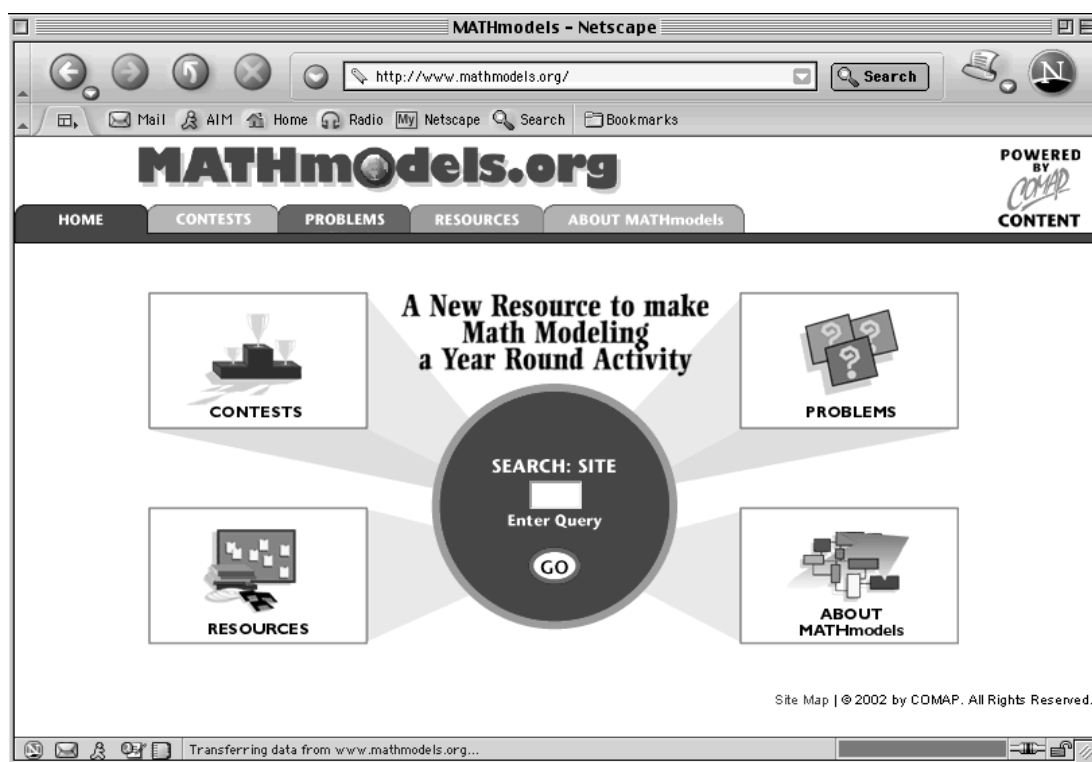 MATHmodels - Netscape
http://www.mathmodels.org/
Search
N
Mail AIM Home Radio My Netscape Search Bookmarks
MATHmodels.org
POWERED
BY
COMAP
CONTENT
HOME CONTESTS PROBLEMS RESOURCES ABOUT MATHmodels
A New Resource to make
Math Modeling
a Year Round Activity
CONTESTS
PROBLEMS
SEARCH: SITE
Enter Query
GO
RESOURCES
ABOUT
MATHmodels
Site Map | © 2002 by COMAP. All Rights Reserved.
Transferring data from www.mathmodels.org...